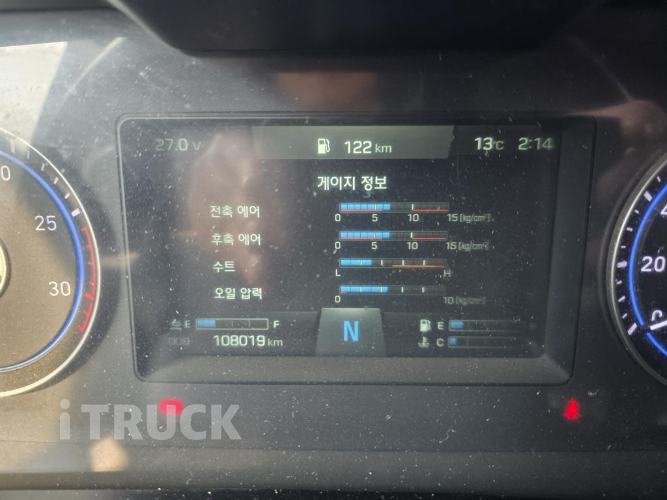 27.0 V 122 km 13℃ 2:14
게이지 정보
전축 에어
0 5 10 15 [kg/cm²]
후축 에어
0 5 10 15 [kg/cm²]
수트
L H
오일 압력
0 10 [kg/cm²]
E F N E
108019 km C
25
30
20
i TRUCK